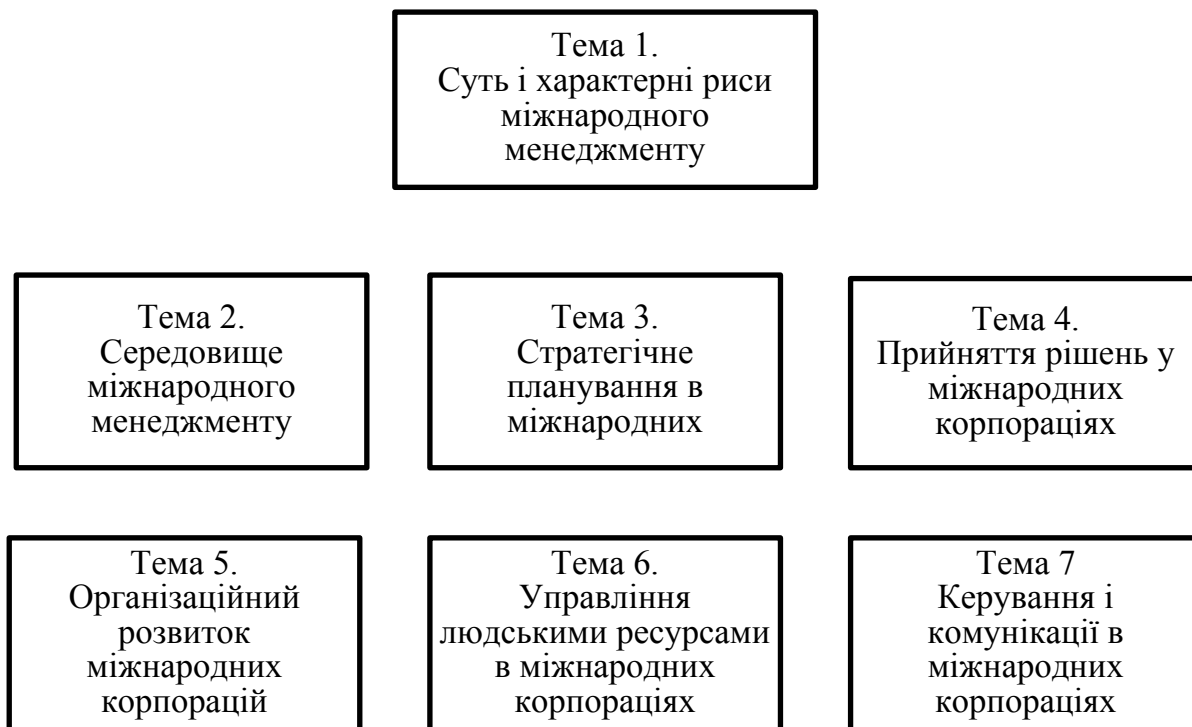 Тема 1.
Суть і характерні риси
міжнародного
менеджменту
Тема 2.
Середовище
міжнародного
менеджменту
Тема 3.
Стратегічне
планування в
міжнародних
Тема 4.
Прийняття рішень у
міжнародних
корпораціях
Тема 5.
Організаційний
розвиток
міжнародних
корпорацій
Тема 6.
Управління
людськими ресурсами
в міжнародних
корпораціях
Тема 7
Керування і
комунікації в
міжнародних
корпораціях